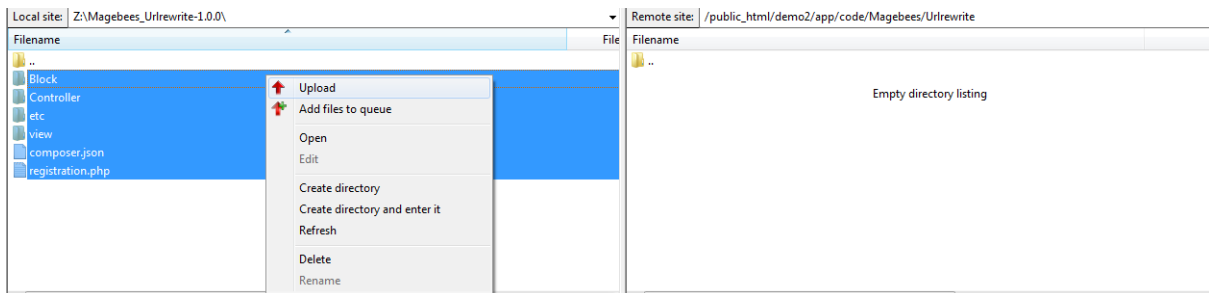 Local site: Z:\Magebees_Urlrewrite-1.0.0\
Filename File
..
Block
Controller
etc
view
composer.json
registration.php
Upload
Add files to queue
Open
Edit
Create directory
Create directory and enter it
Refresh
Delete
Rename
Remote site: /public_html/demo2/app/code/Magebees/Urlrewrite
Filename
..
Empty directory listing